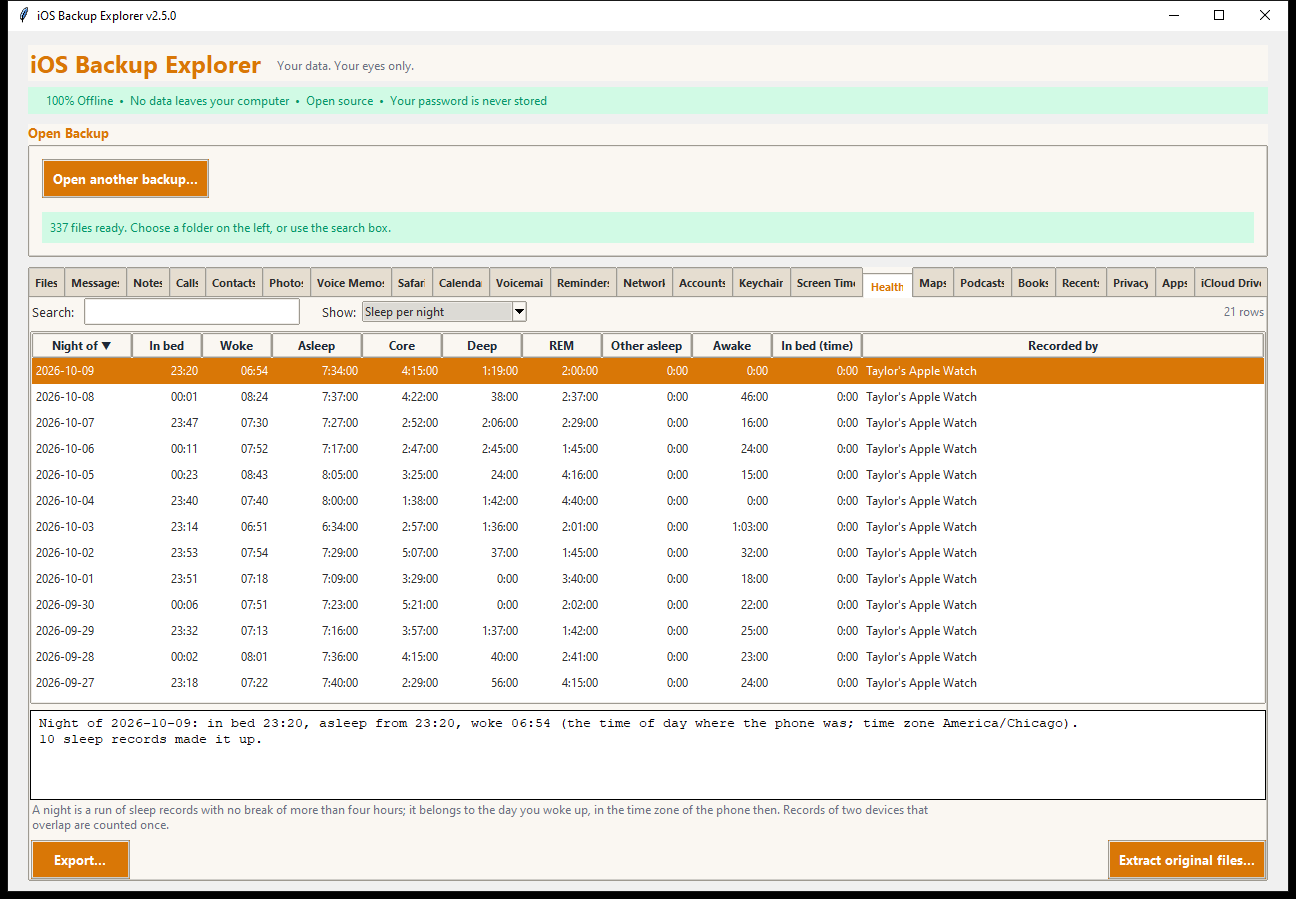 iOS Backup Explorer v2.5.0
iOS Backup Explorer Your data. Your eyes only.
100% Offline • No data leaves your computer • Open source • Your password is never stored
Open Backup
Open another backup...
337 files ready. Choose a folder on the left, or use the search box.
Files Messages Notes Calls Contacts Photos Voice Memos Safari Calenda Voicemai Reminders Network Accounts Keychain Screen Time Health Maps Podcasts Books Recents Privacy Apps iCloud Drive
Search: Show: Sleep per night 21 rows
Night of ▼ In bed Woke Asleep Core Deep REM Other asleep Awake In bed (time) Recorded by
2026-10-09 23:20 06:54 7:34:00 4:15:00 1:19:00 2:00:00 0:00 0:00 0:00 Taylor's Apple Watch
2026-10-08 00:01 08:24 7:37:00 4:22:00 38:00 2:37:00 0:00 46:00 0:00 Taylor's Apple Watch
2026-10-07 23:47 07:30 7:27:00 2:52:00 2:06:00 2:29:00 0:00 16:00 0:00 Taylor's Apple Watch
2026-10-06 00:11 07:52 7:17:00 2:47:00 2:45:00 1:45:00 0:00 24:00 0:00 Taylor's Apple Watch
2026-10-05 00:23 08:43 8:05:00 3:25:00 24:00 4:16:00 0:00 15:00 0:00 Taylor's Apple Watch
2026-10-04 23:40 07:40 8:00:00 1:38:00 1:42:00 4:40:00 0:00 0:00 0:00 Taylor's Apple Watch
2026-10-03 23:14 06:51 6:34:00 2:57:00 1:36:00 2:01:00 0:00 1:03:00 0:00 Taylor's Apple Watch
2026-10-02 23:53 07:54 7:29:00 5:07:00 37:00 1:45:00 0:00 32:00 0:00 Taylor's Apple Watch
2026-10-01 23:51 07:18 7:09:00 3:29:00 0:00 3:40:00 0:00 18:00 0:00 Taylor's Apple Watch
2026-09-30 00:06 07:51 7:23:00 5:21:00 0:00 2:02:00 0:00 22:00 0:00 Taylor's Apple Watch
2026-09-29 23:32 07:13 7:16:00 3:57:00 1:37:00 1:42:00 0:00 25:00 0:00 Taylor's Apple Watch
2026-09-28 00:02 08:01 7:36:00 4:15:00 40:00 2:41:00 0:00 23:00 0:00 Taylor's Apple Watch
2026-09-27 23:18 07:22 7:40:00 2:29:00 56:00 4:15:00 0:00 24:00 0:00 Taylor's Apple Watch
Night of 2026-10-09: in bed 23:20, asleep from 23:20, woke 06:54 (the time of day where the phone was; time zone America/Chicago).
10 sleep records made it up.
A night is a run of sleep records with no break of more than four hours; it belongs to the day you woke up, in the time zone of the phone then. Records of two devices that
overlap are counted once.
Export... Extract original files...